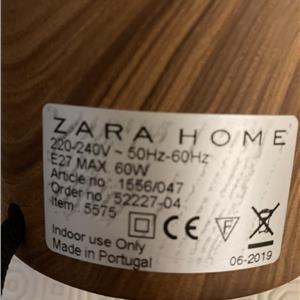 ZARA HOME
220-240V ~ 50Hz-60Hz
E27 MAX. 60W
Article no : 1556/047
Order no : 52227-04
Item : 5575
CE F
Indoor use Only
Made in Portugal
06-2019